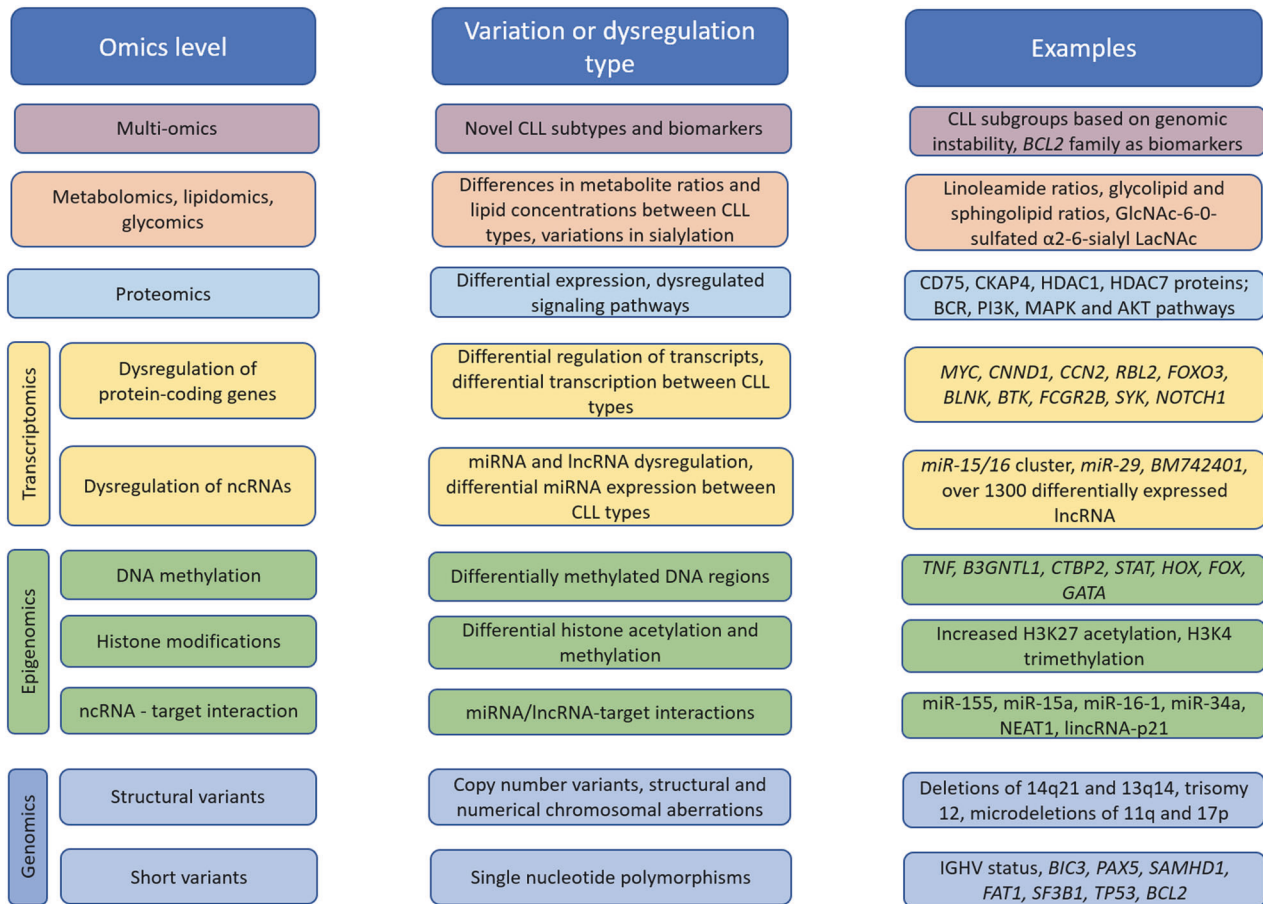 Omics level
Variation or dysregulation
type
Examples
Multi-omics
Novel CLL subtypes and biomarkers
CLL subgroups based on genomic
instability, BCL2 family as biomarkers
Metabolomics, lipidomics,
glycomics
Differences in metabolite ratios and
lipid concentrations between CLL
types, variations in sialylation
Linoleamide ratios, glycolipid and
sphingolipid ratios, GlcNAc-6-0-
sulfated α2-6-sialyl LacNAc
Proteomics
Differential expression, dysregulated
signaling pathways
CD75, CKAP4, HDAC1, HDAC7 proteins;
BCR, PI3K, MAPK and AKT pathways
Transcriptomics
Dysregulation of
protein-coding genes
Differential regulation of transcripts,
differential transcription between CLL
types
MYC, CNND1, CCN2, RBL2, FOXO3,
BLNK, BTK, FCGR2B, SYK, NOTCH1
Dysregulation of ncRNAs
miRNA and lncRNA dysregulation,
differential miRNA expression between
CLL types
miR-15/16 cluster, miR-29, BM742401,
over 1300 differentially expressed
lncRNA
Epigenomics
DNA methylation
Differentially methylated DNA regions
TNF, B3GNTL1, CTBP2, STAT, HOX, FOX,
GATA
Histone modifications
Differential histone acetylation and
methylation
Increased H3K27 acetylation, H3K4
trimethylation
ncRNA - target interaction
miRNA/lncRNA-target interactions
miR-155, miR-15a, miR-16-1, miR-34a,
NEAT1, lincRNA-p21
Genomics
Structural variants
Copy number variants, structural and
numerical chromosomal aberrations
Deletions of 14q21 and 13q14, trisomy
12, microdeletions of 11q and 17p
Short variants
Single nucleotide polymorphisms
IGHV status, BIC3, PAX5, SAMHD1,
FAT1, SF3B1, TP53, BCL2